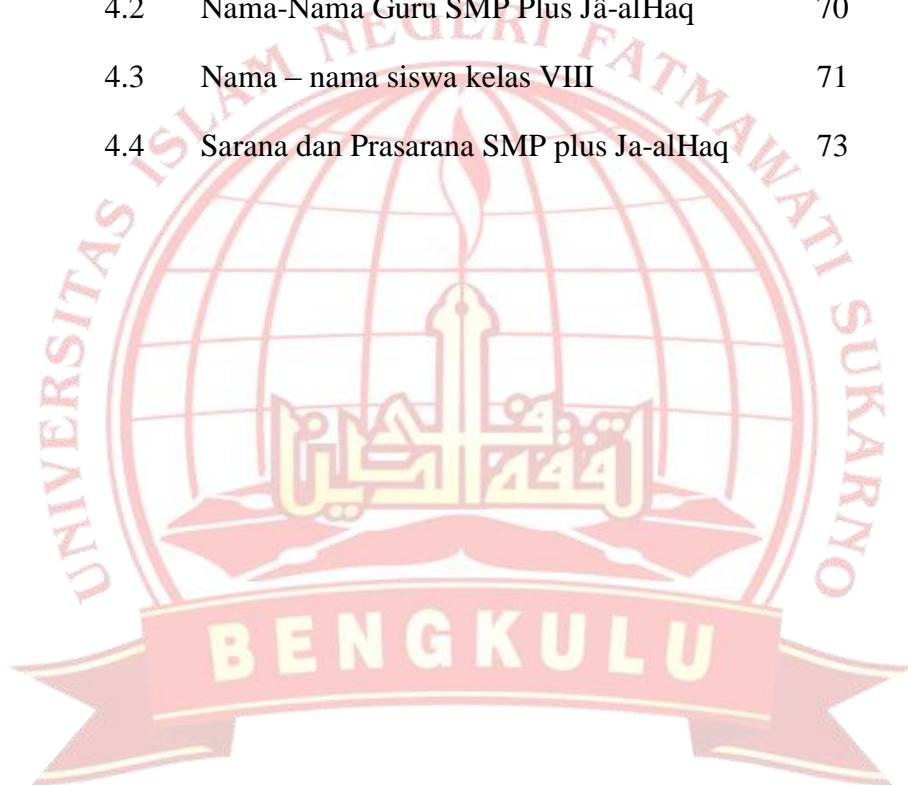 4.2 Nama-Nama Guru SMP Plus Jâ-alHaq 70
4.3 Nama – nama siswa kelas VIII 71
4.4 Sarana dan Prasarana SMP plus Ja-alHaq 73
UNIVERSITAS ISLAM NEGERI FATMAWATI SUKARNO
BENGKULU